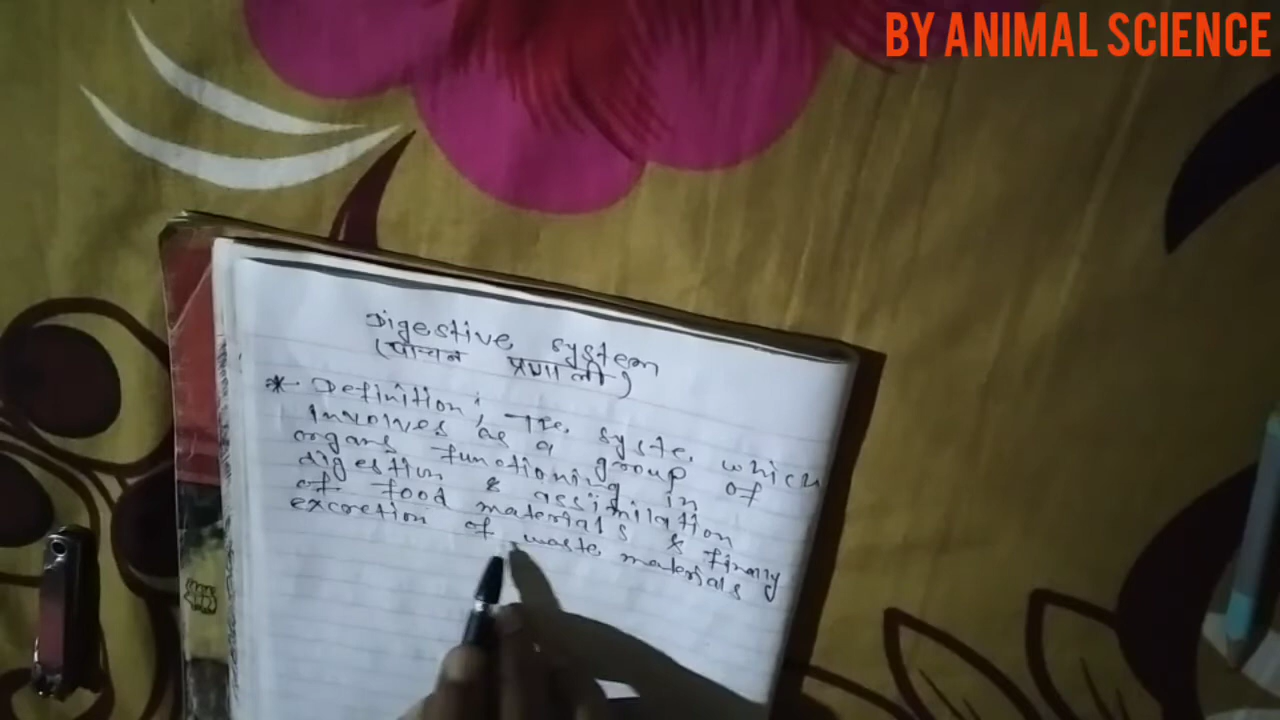 BY ANIMAL SCIENCE
Digestive system
(पाचन प्रणाली)
* Definition; The syste. which
involves as a group of
organs functioning in
digestion & assimilation
of food materials & finaly
excretion of waste materials